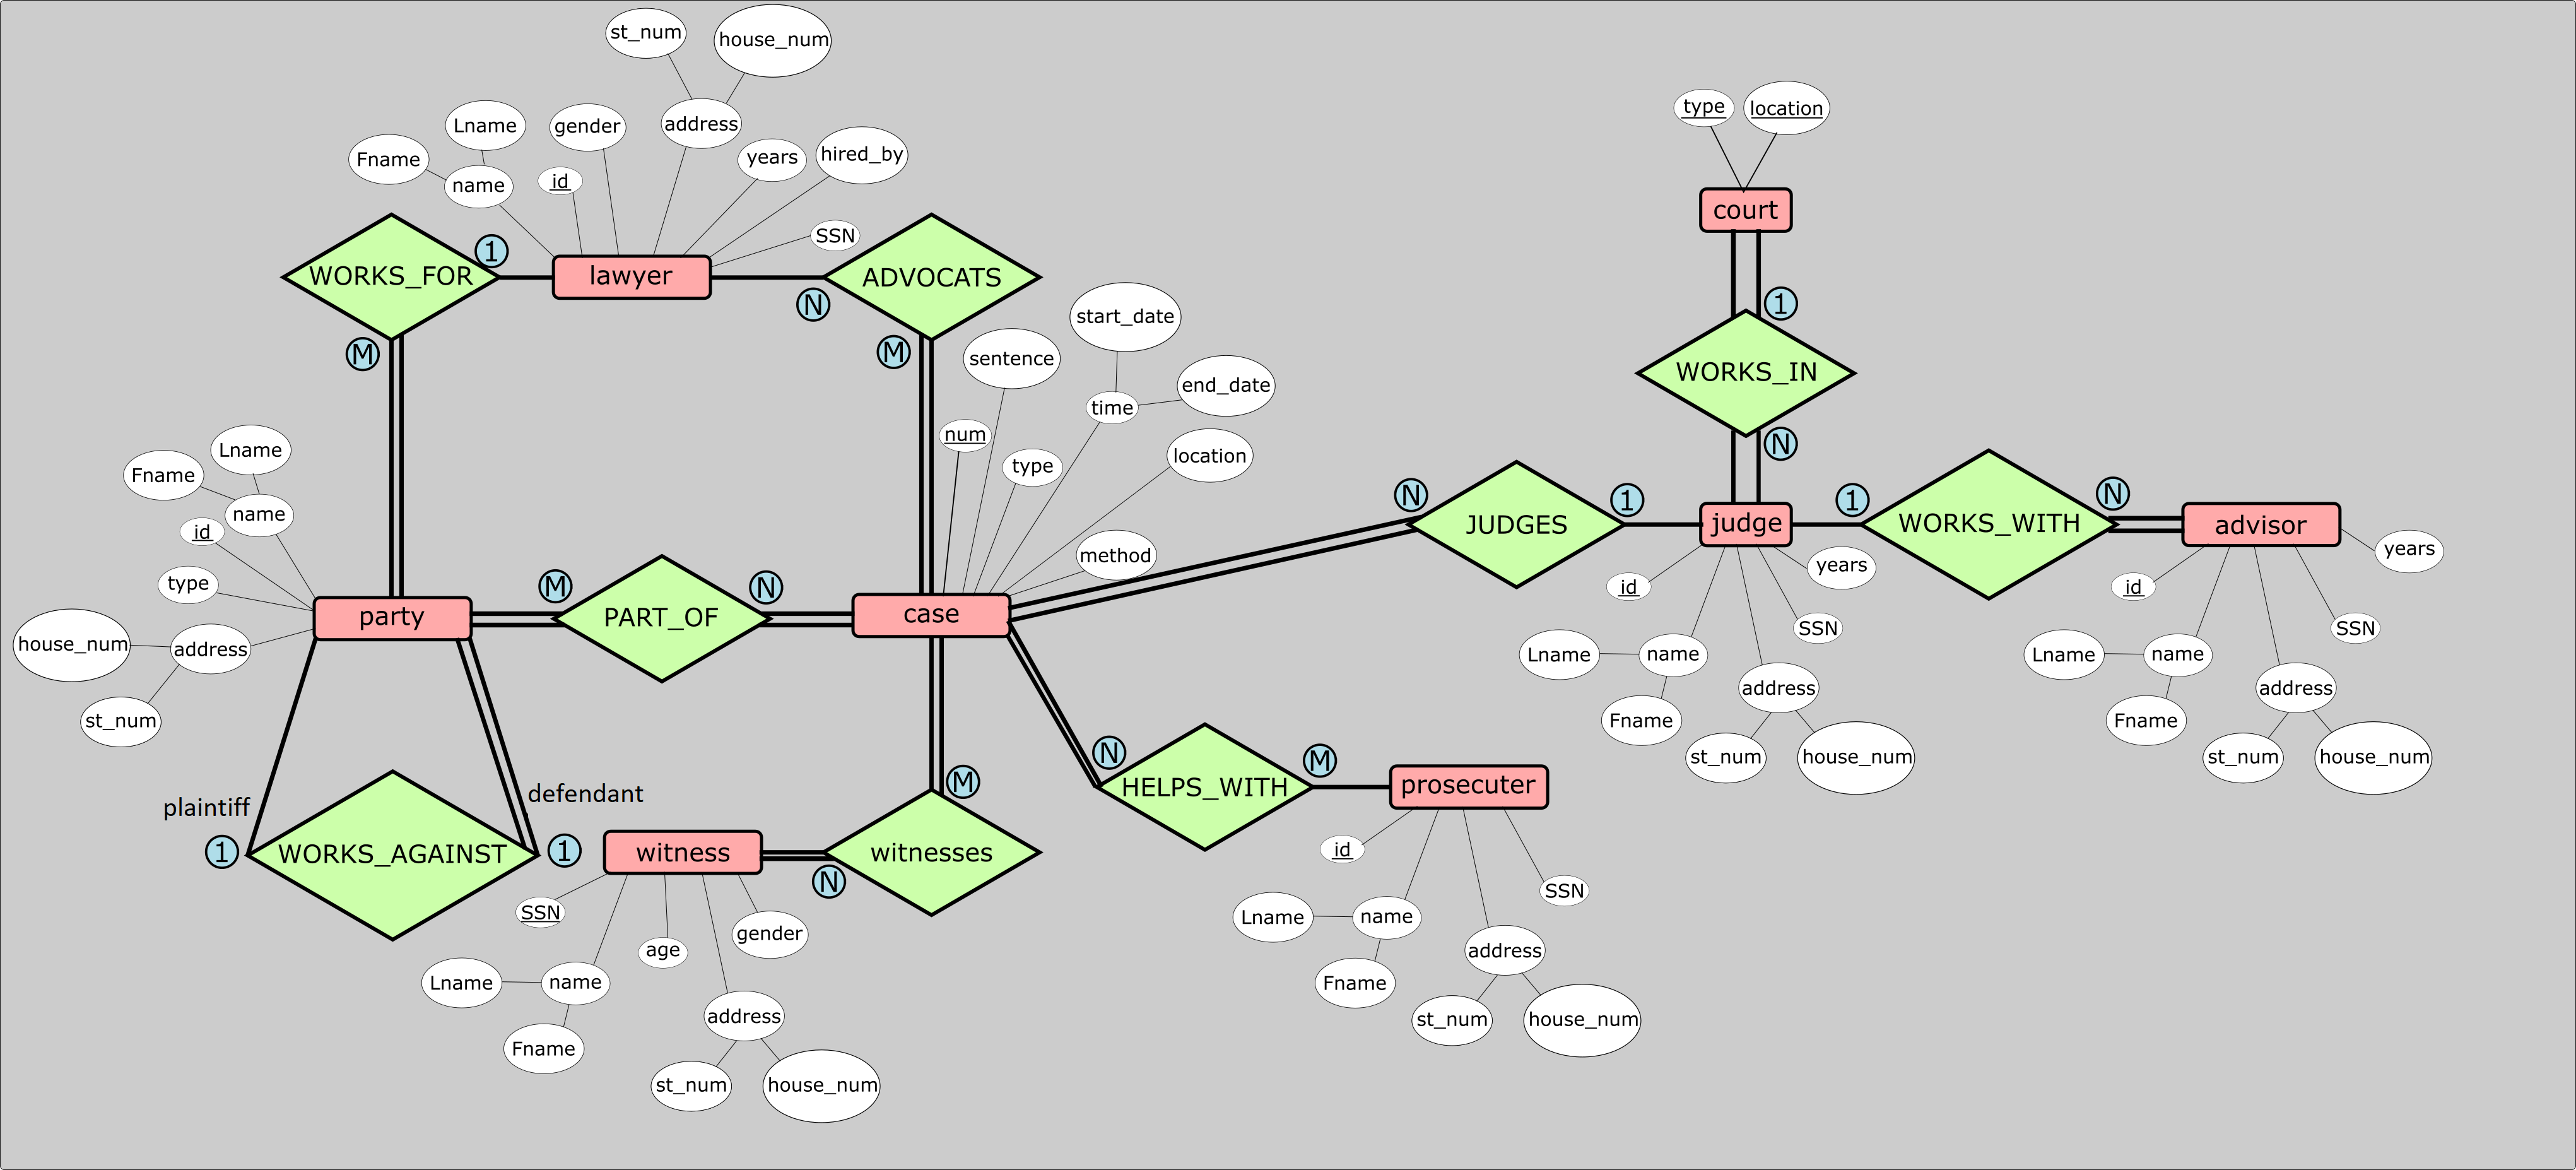 st_num
house_num
Lname
gender
address
Fname
name
id
years
hired_by
SSN
WORKS_FOR
1
lawyer
N
ADVOCATS
M
M
type
location
court
1
WORKS_IN
N
start_date
sentence
end_date
time
num
type
location
method
Lname
Fname
name
id
type
party
house_num
address
st_num
M
PART_OF
N
case
N
JUDGES
1
judge
1
WORKS_WITH
N
advisor
id
years
SSN
Lname
name
address
Fname
st_num
house_num
years
id
SSN
Lname
name
address
Fname
st_num
house_num
plaintiff
defendant
1
WORKS_AGAINST
1
M
witness
N
witnesses
N
HELPS_WITH
M
prosecuter
id
SSN
Lname
name
address
Fname
st_num
house_num
SSN
age
gender
Lname
name
address
Fname
st_num
house_num